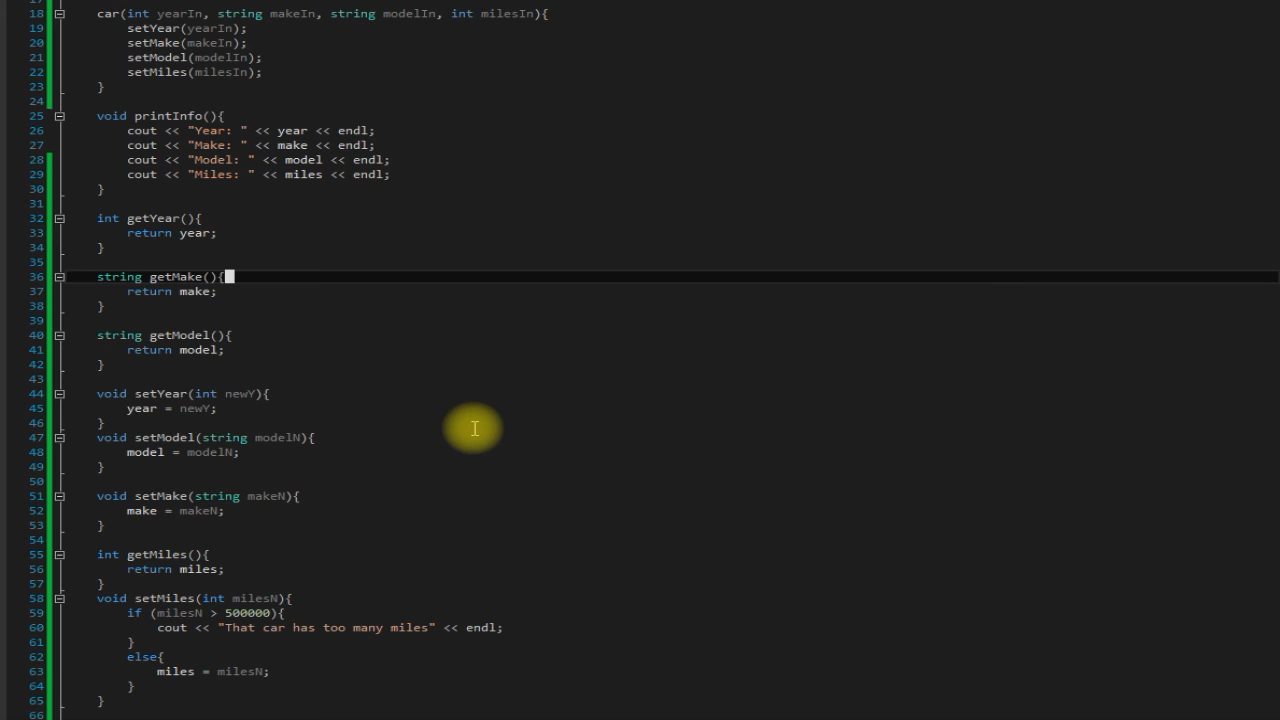 18 car(int yearIn, string makeIn, string modelIn, int milesIn){
19 setYear(yearIn);
20 setMake(makeIn);
21 setModel(modelIn);
22 setMiles(milesIn);
23 }
24
25 void printInfo(){
26 cout << "Year: " << year << endl;
27 cout << "Make: " << make << endl;
28 cout << "Model: " << model << endl;
29 cout << "Miles: " << miles << endl;
30 }
31
32 int getYear(){
33 return year;
34 }
35
36 string getMake(){
37 return make;
38 }
39
40 string getModel(){
41 return model;
42 }
43
44 void setYear(int newY){
45 year = newY;
46 }
47 void setModel(string modelN){
48 model = modelN;
49 }
50
51 void setMake(string makeN){
52 make = makeN;
53 }
54
55 int getMiles(){
56 return miles;
57 }
58 void setMiles(int milesN){
59 if (milesN > 500000){
60 cout << "That car has too many miles" << endl;
61 }
62 else{
63 miles = milesN;
64 }
65 }
66